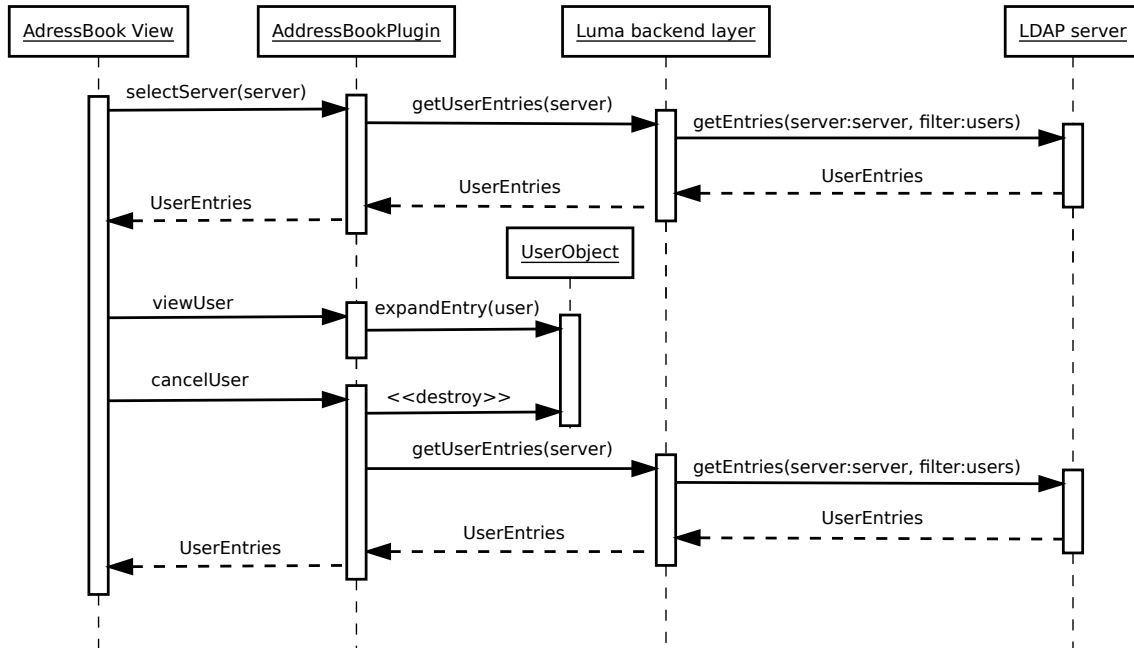 AdressBook View
AddressBookPlugin
Luma backend layer
LDAP server
selectServer(server)
getUserEntries(server)
getEntries(server:server, filter:users)
UserEntries
UserEntries
UserEntries
UserObject
viewUser
expandEntry(user)
cancelUser
<<destroy>>
getUserEntries(server)
getEntries(server:server, filter:users)
UserEntries
UserEntries
UserEntries